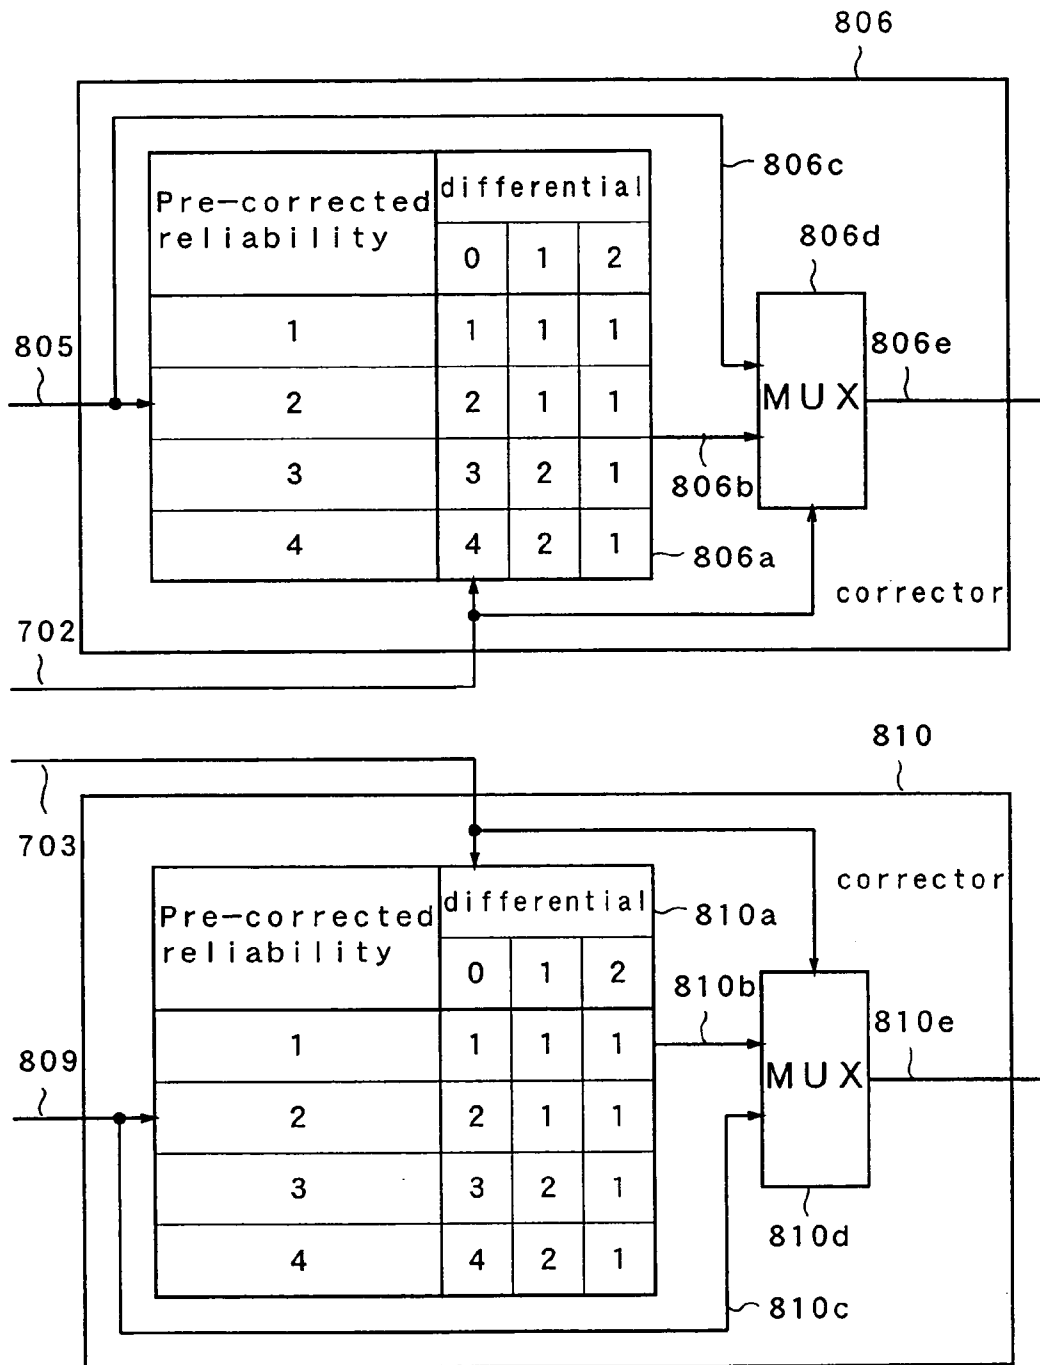 806
806c
differential
Pre-corrected
reliability
806d
0 1 2
1 1 1 1
805
806e
2 2 1 1
MUX
3 3 2 1
806b
4 4 2 1
806a
corrector
702
810
703
corrector
differential
810a
Pre-corrected
reliability
0 1 2
810b
810e
1 1 1 1
809
MUX
2 2 1 1
3 3 2 1
810d
4 4 2 1
810c